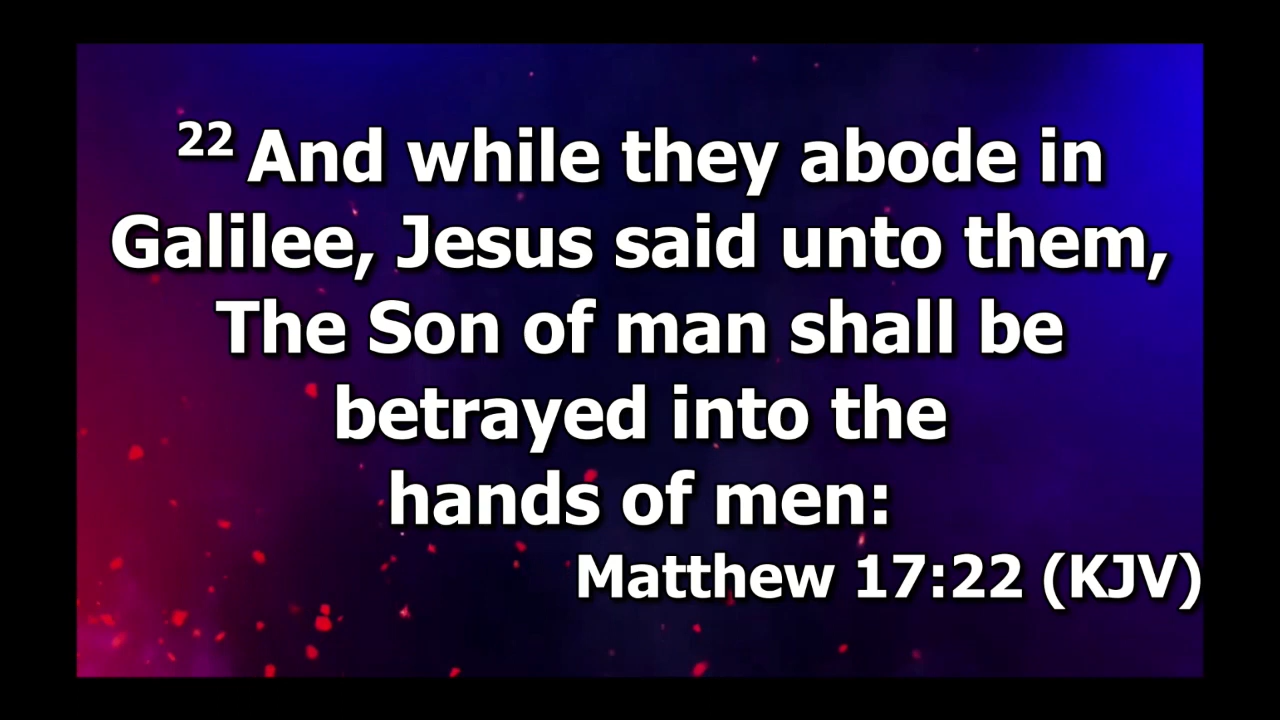 22 And while they abode in
Galilee, Jesus said unto them,
The Son of man shall be
betrayed into the
hands of men:
Matthew 17:22 (KJV)